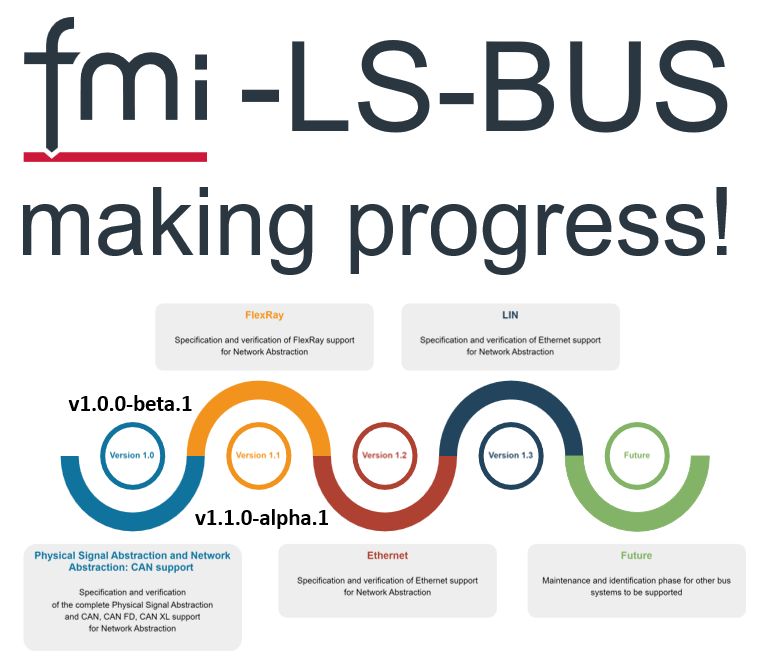 fmi -LS-BUS
making progress!
FlexRay
Specification and verification of FlexRay support
for Network Abstraction
LIN
Specification and verification of Ethernet support
for Network Abstraction
v1.0.0-beta.1
Version 1.0
Version 1.1
Version 1.2
Version 1.3
Future
v1.1.0-alpha.1
Physical Signal Abstraction and Network
Abstraction: CAN support
Specification and verification
of the complete Physical Signal Abstraction
and CAN, CAN FD, CAN XL support
for Network Abstraction
Ethernet
Specification and verification of Ethernet support
for Network Abstraction
Future
Maintenance and identification phase for other bus
systems to be supported